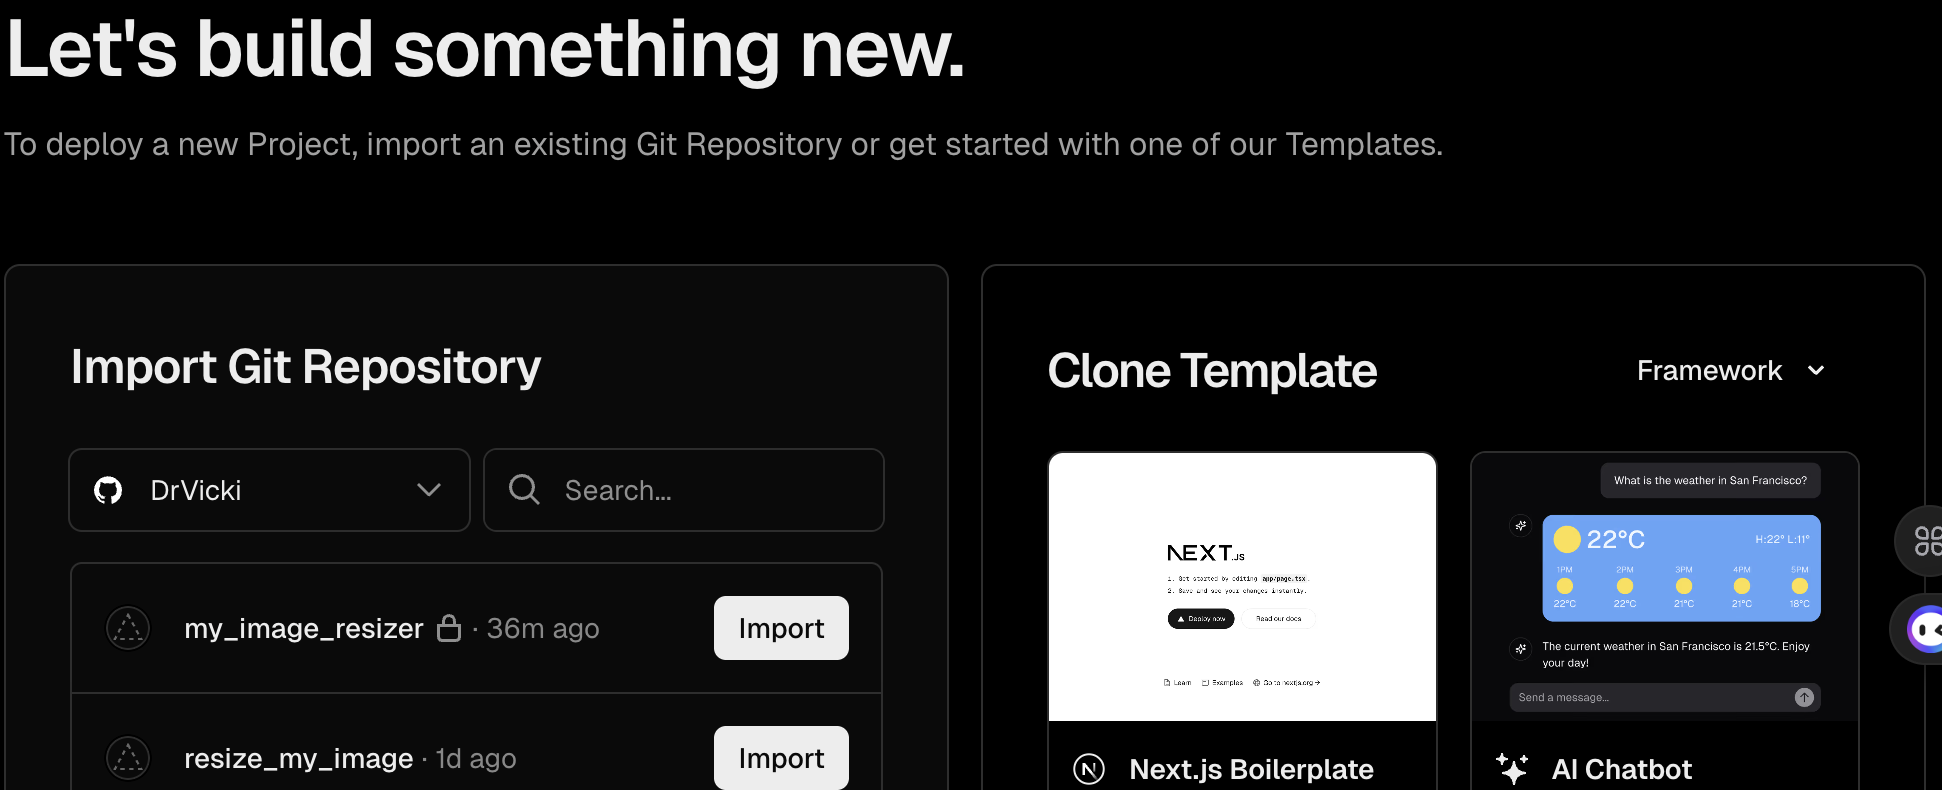 Let's build something new.
To deploy a new Project, import an existing Git Repository or get started with one of our Templates.
Import Git Repository
DrVicki
Search...
my_image_resizer · 36m ago
Import
resize_my_image · 1d ago
Import
Clone Template
Framework
NEXT.JS
1. Get started by editing app/page.tsx.
2. Save and see your changes instantly.
Deploy now
Read our docs
Learn
Examples
Go to nextjs.org →
Next.js Boilerplate
What is the weather in San Francisco?
22°C
H:22° L:11°
1PM 2PM 3PM 4PM 5PM
22°C 22°C 21°C 21°C 18°C
The current weather in San Francisco is 21.5°C. Enjoy
your day!
Send a message...
AI Chatbot